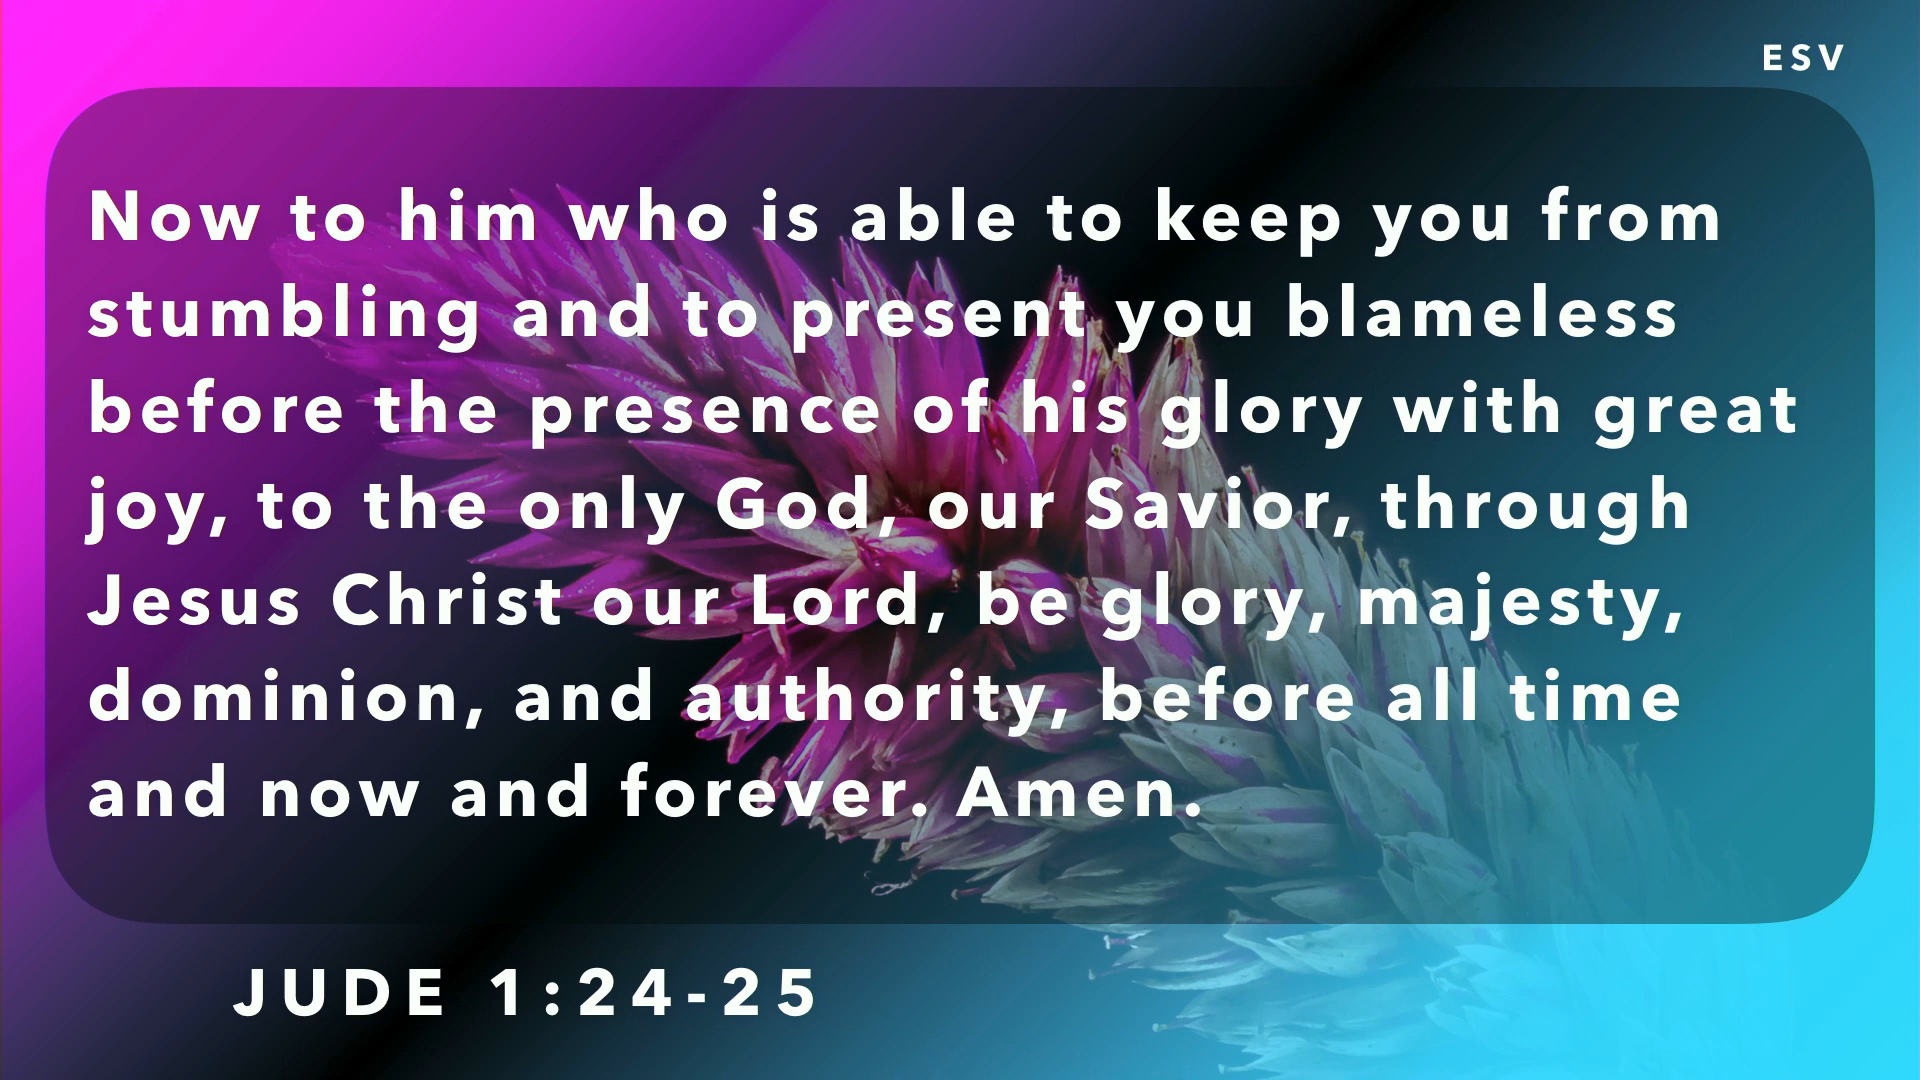 ESV
Now to him who is able to keep you from
stumbling and to present you blameless
before the presence of his glory with great
joy, to the only God, our Savior, through
Jesus Christ our Lord, be glory, majesty,
dominion, and authority, before all time
and now and forever. Amen.
JUDE 1:24-25